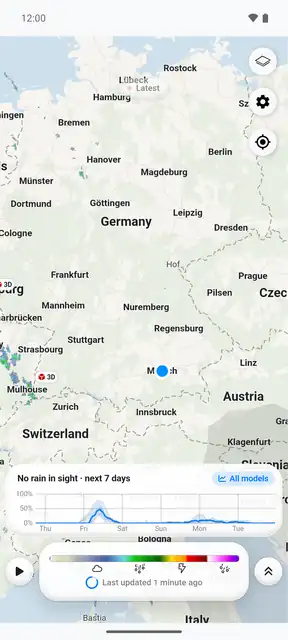 12:00
Rostock
Lübeck
Latest
Hamburg
Bremen
Berlin
Hanover
Magdeburg
Münster
Dortmund
Göttingen
Leipzig
Cologne
Germany
Dresden
Hof
Frankfurt
Prague
3D
Pilsen
Czec
Mannheim
Nuremberg
Regensburg
Strasbourg
Stuttgart
Linz
3D
Mulhouse
Austria
Zurich
Innsbruck
Switzerland
Klagenfurt
No rain in sight · next 7 days
All models
100%
50%
0%
Thu
Fri
Sat
Sun
Mon
Tue
Bologna
Last updated 1 minute ago
Bastia
Italy